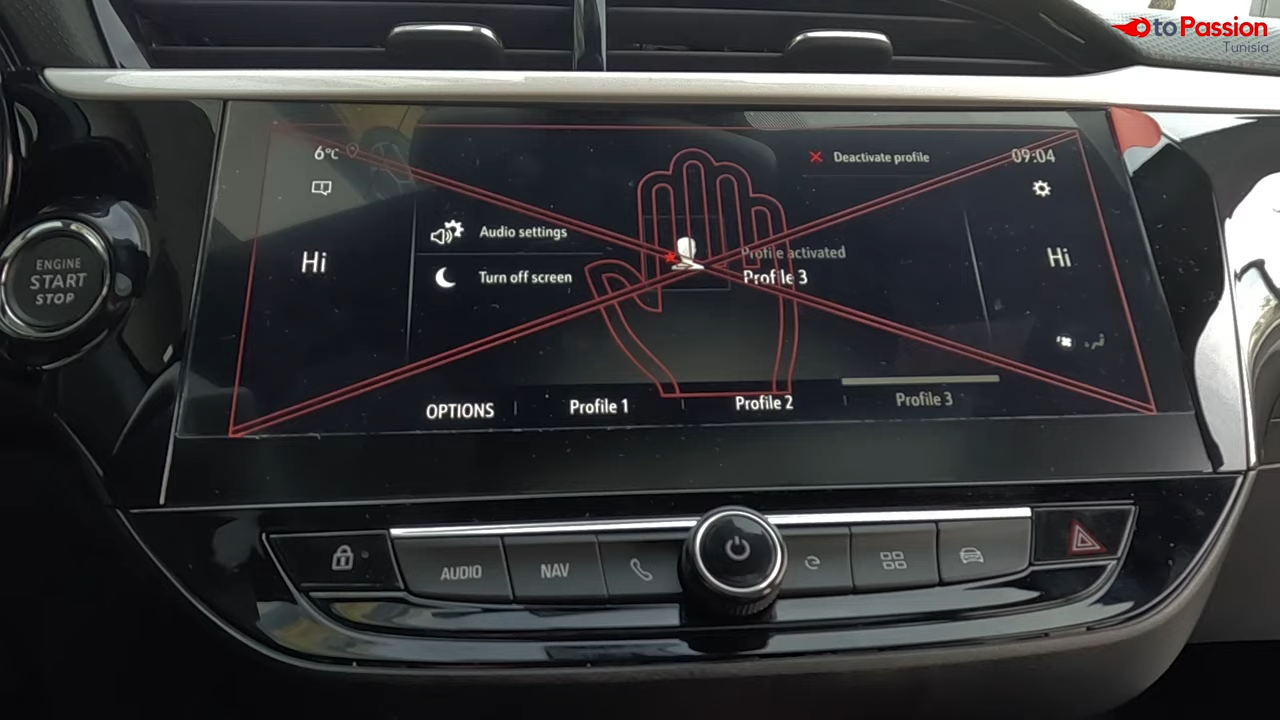 toPassion
Tunisia
6°C
Deactivate profile
09:04
Audio settings
Hi
Profile activated
Hi
Turn off screen
Profile 3
OPTIONS
Profile 1
Profile 2
Profile 3
ENGINE
START
STOP
AUDIO
NAV